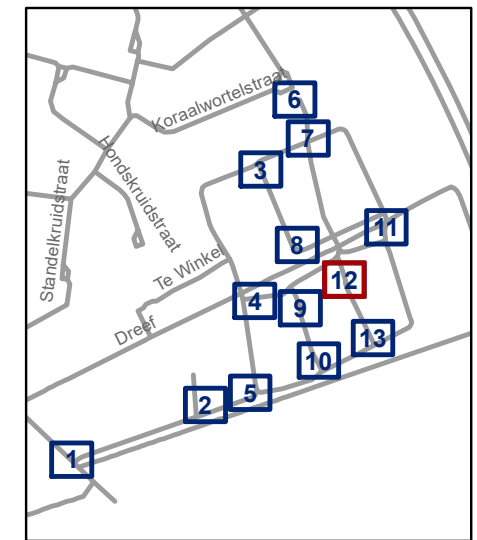 Koraalwortelstraat
6
7
Hondskruidstraat
3
Standelkruidstraat
11
8
Te Winkel
12
4
9
Dreef
13
10
5
2
1